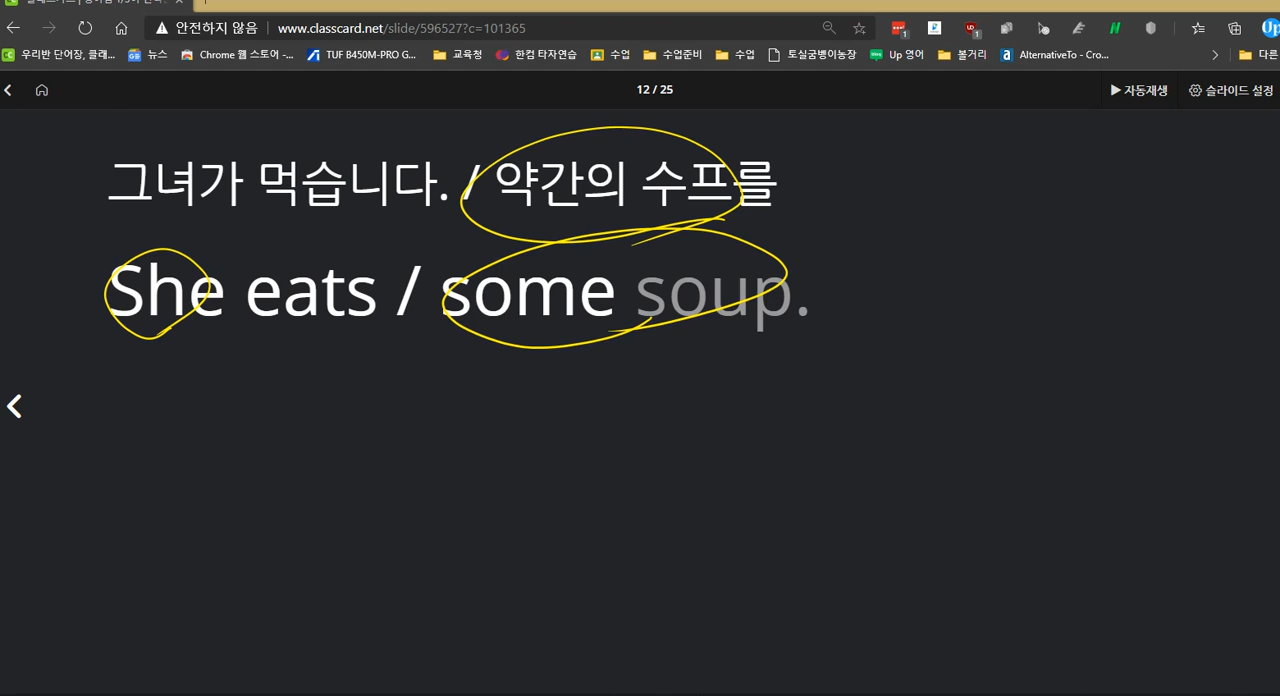 안전하지 않음 | www.classcard.net/slide/596527?c=101365
우리반 단어장, 클래... 뉴스 Chrome 웹 스토어 -... TUF B450M-PRO G... 한컴 타자연습 수업 교육청 수업준비 수업 토실굼벵이농장 Up 영어 볼거리 AlternativeTo - Cro... 다른
12 / 25 ▶자동재생 슬라이드 설정
그녀가 먹습니다. / 약간의 수프를
She eats / some soup.